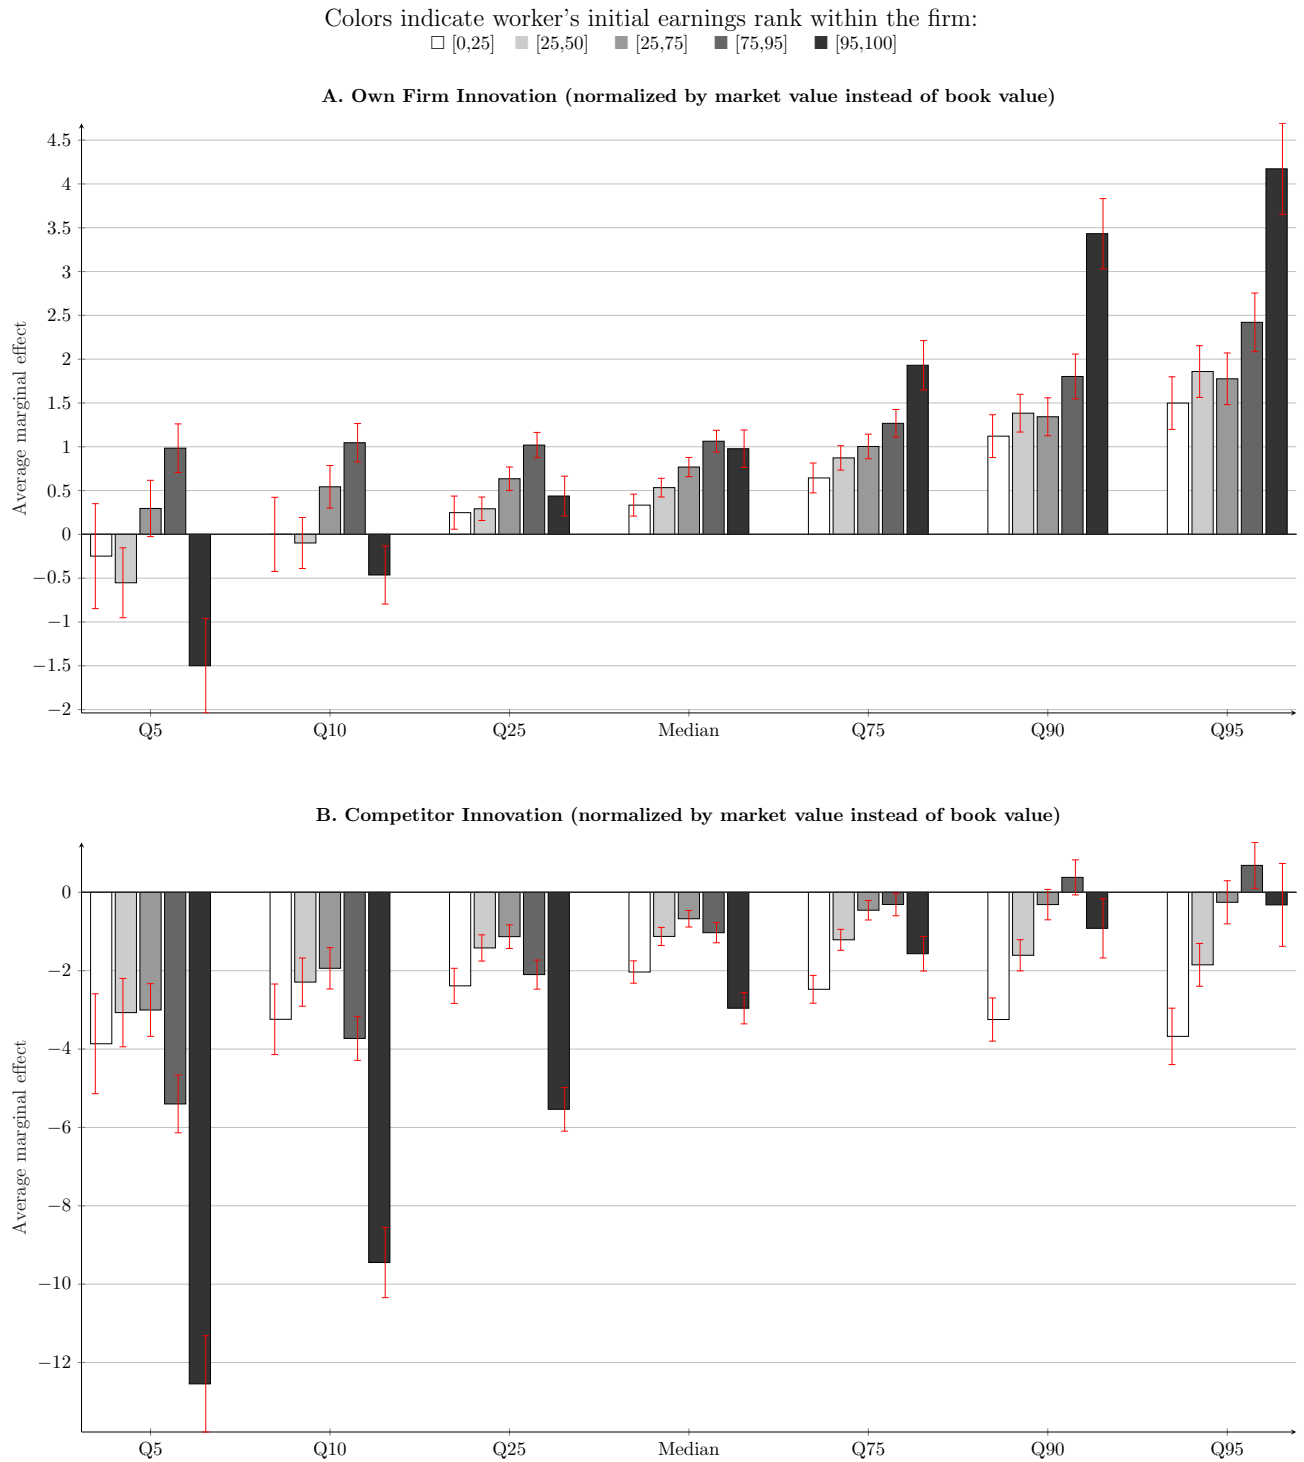 Colors indicate worker's initial earnings rank within the firm:
[0,25] [25,50] [25,75] [75,95] [95,100]
A. Own Firm Innovation (normalized by market value instead of book value)
Average marginal effect
4.5
4
3.5
3
2.5
2
1.5
1
0.5
0
−0.5
−1
−1.5
−2
Q5 Q10 Q25 Median Q75 Q90 Q95
B. Competitor Innovation (normalized by market value instead of book value)
Average marginal effect
0
−2
−4
−6
−8
−10
−12
Q5 Q10 Q25 Median Q75 Q90 Q95